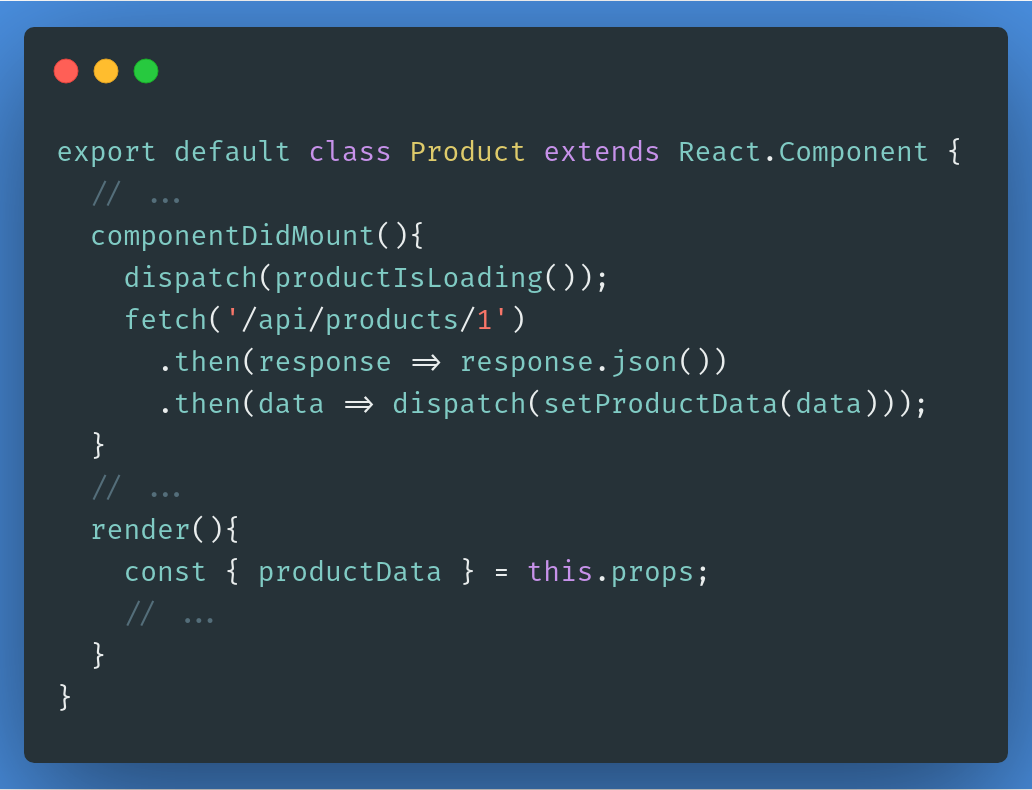 export default class Product extends React.Component {
  // ...
  componentDidMount(){
    dispatch(productIsLoading());
    fetch('/api/products/1')
      .then(response => response.json())
      .then(data => dispatch(setProductData(data)));
  }
  // ...
  render(){
    const { productData } = this.props;
    // ...
  }
}